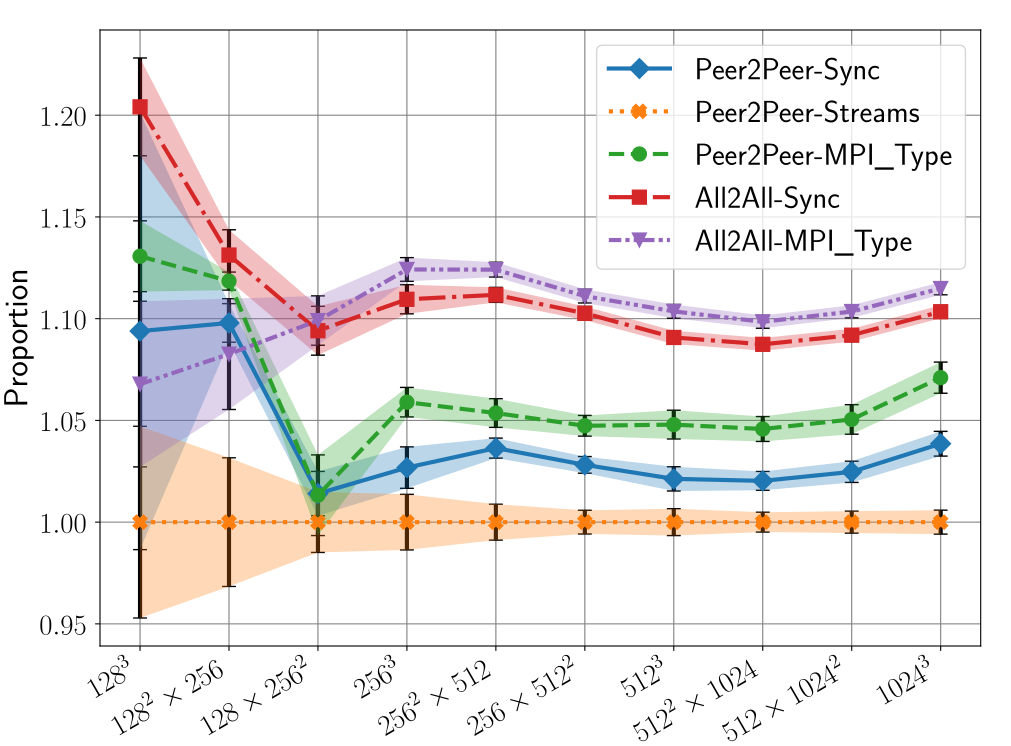 Proportion
1.20
1.15
1.10
1.05
1.00
0.95
Peer2Peer-Sync
Peer2Peer-Streams
Peer2Peer-MPI_Type
All2All-Sync
All2All-MPI_Type
128³
128² × 256
128 × 256²
256³
256² × 512
256 × 512²
512³
512² × 1024
512 × 1024²
1024³